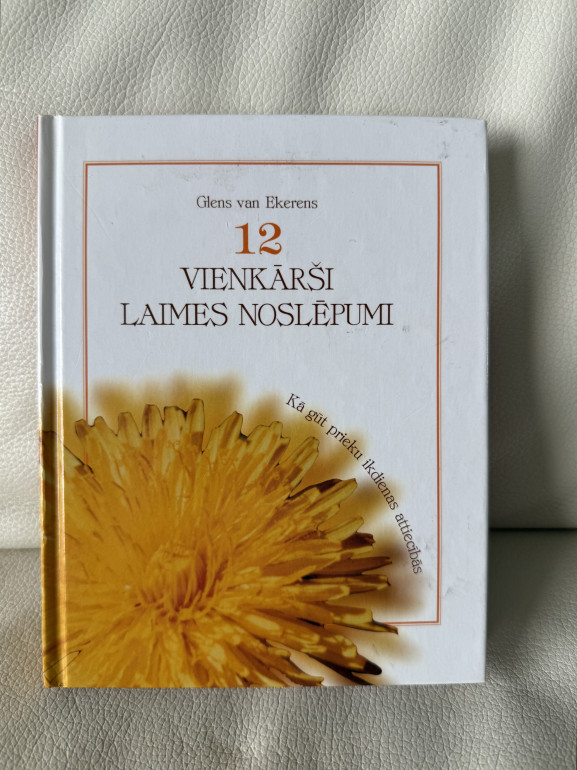 Glens van Ekerens
12
VIENKĀRŠI
LAIMES NOSLĒPUMI
Kā gūt prieku ikdienas attiecībās